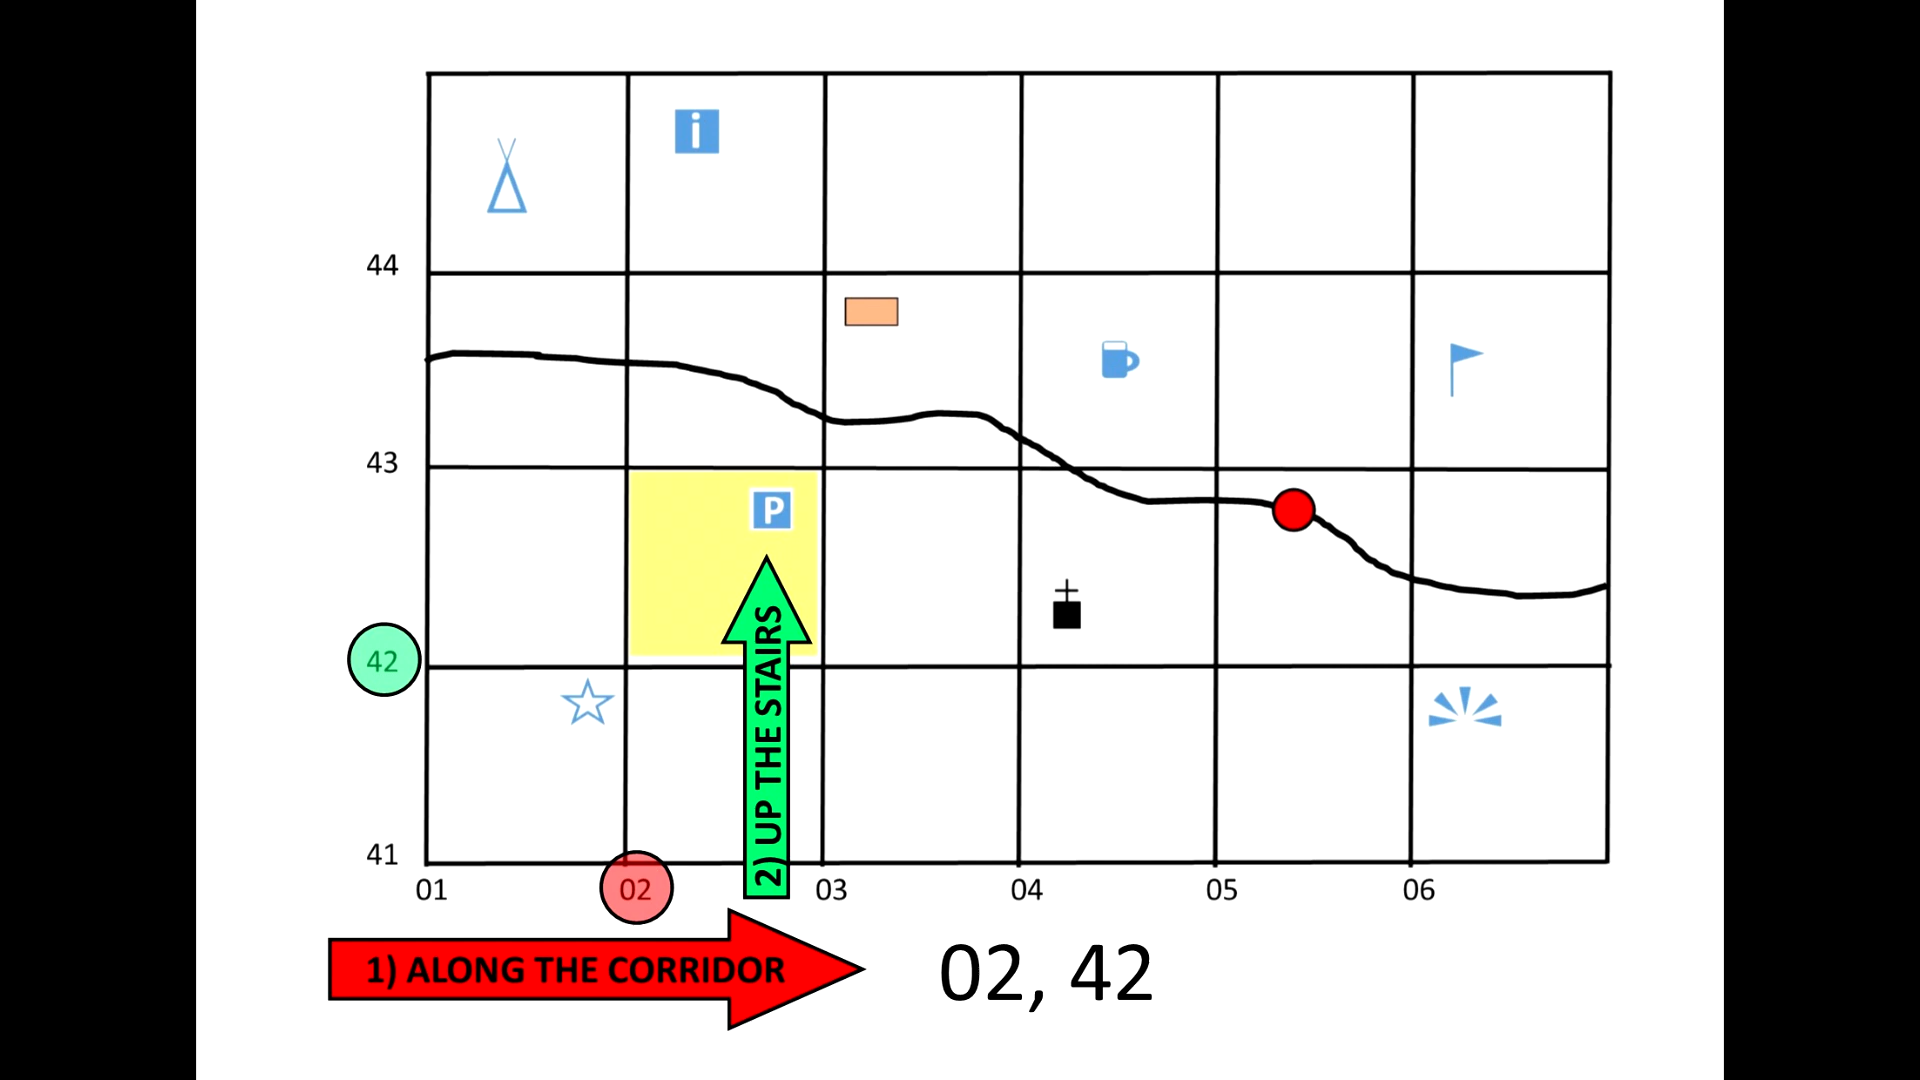 i
44
43
P
42
41
01
02
03
04
05
06
2) UP THE STAIRS
1) ALONG THE CORRIDOR
02, 42